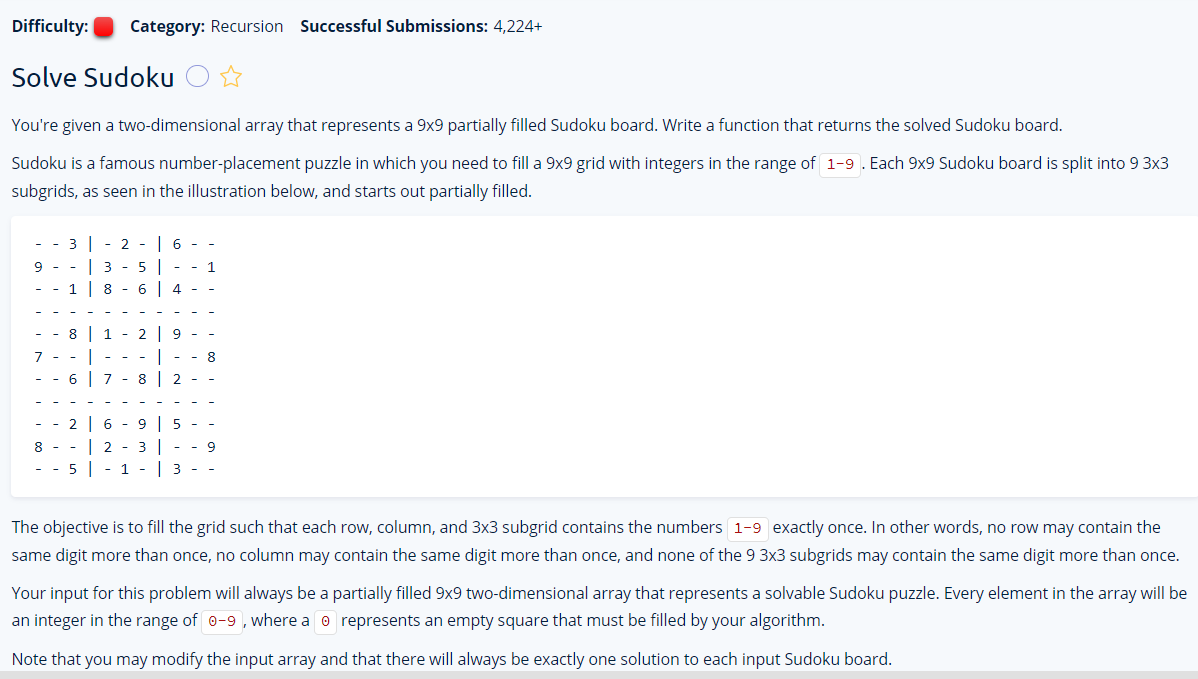 Difficulty: Category: Recursion Successful Submissions: 4,224+
Solve Sudoku
You're given a two-dimensional array that represents a 9x9 partially filled Sudoku board. Write a function that returns the solved Sudoku board.
Sudoku is a famous number-placement puzzle in which you need to fill a 9x9 grid with integers in the range of 1-9 . Each 9x9 Sudoku board is split into 9 3x3
subgrids, as seen in the illustration below, and starts out partially filled.
- - 3 | - 2 - | 6 - -
9 - - | 3 - 5 | - - 1
- - 1 | 8 - 6 | 4 - -
- - - - - - - - - - -
- - 8 | 1 - 2 | 9 - -
7 - - | - - - | - - 8
- - 6 | 7 - 8 | 2 - -
- - - - - - - - - - -
- - 2 | 6 - 9 | 5 - -
8 - - | 2 - 3 | - - 9
- - 5 | - 1 - | 3 - -
The objective is to fill the grid such that each row, column, and 3x3 subgrid contains the numbers 1-9 exactly once. In other words, no row may contain the
same digit more than once, no column may contain the same digit more than once, and none of the 9 3x3 subgrids may contain the same digit more than once.
Your input for this problem will always be a partially filled 9x9 two-dimensional array that represents a solvable Sudoku puzzle. Every element in the array will be
an integer in the range of 0-9 , where a 0 represents an empty square that must be filled by your algorithm.
Note that you may modify the input array and that there will always be exactly one solution to each input Sudoku board.